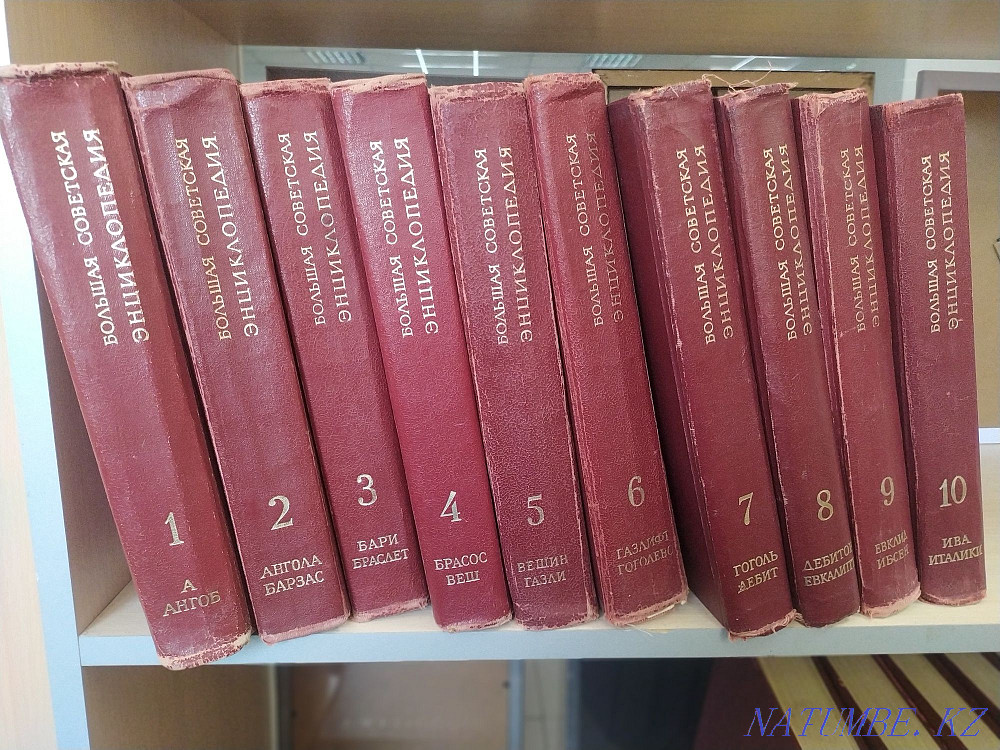 БОЛЬШАЯ СОВЕТСКАЯ
ЭНЦИКЛОПЕДИЯ
1
А
АНГОБ
БОЛЬШАЯ СОВЕТСКАЯ
ЭНЦИКЛОПЕДИЯ
2
АНГОЛА
БАРЗАС
БОЛЬШАЯ СОВЕТСКАЯ
ЭНЦИКЛОПЕДИЯ
3
БАРИ
БРАСЛЕТ
БОЛЬШАЯ СОВЕТСКАЯ
ЭНЦИКЛОПЕДИЯ
4
БРАСОС
ВЕШ
БОЛЬШАЯ СОВЕТСКАЯ
ЭНЦИКЛОПЕДИЯ
5
ВЕШИН
ГАЗЛИ
БОЛЬШАЯ СОВЕТСКАЯ
ЭНЦИКЛОПЕДИЯ
6
ГАЗЛИФТ
ГОГОЛЕВО
БОЛЬШАЯ СОВЕТСКАЯ
ЭНЦИКЛОПЕДИЯ
7
ГОГОЛЬ
ДЕБИТ
БОЛЬШАЯ СОВЕТСКАЯ
ЭНЦИКЛОПЕДИЯ
8
ДЕБИТОР
ЕВКАЛИПТ
БОЛЬШАЯ СОВЕТСКАЯ
ЭНЦИКЛОПЕДИЯ
9
ЕВКЛИД
ИБСЕН
БОЛЬШАЯ СОВЕТСКАЯ
ЭНЦИКЛОПЕДИЯ
10
ИВА
ИТАЛИКИ
NATUMBE.KZ